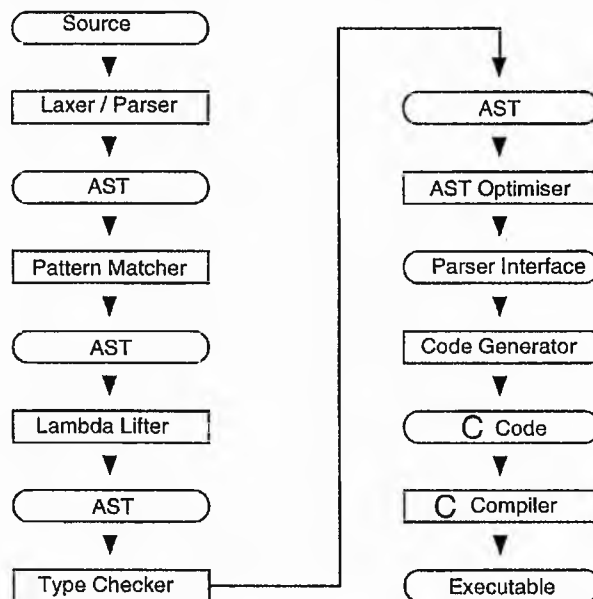 Source
Laxer / Parser
AST
Pattern Matcher
AST
Lambda Lifter
AST
Type Checker
AST
AST Optimiser
Parser Interface
Code Generator
C Code
C Compiler
Executable